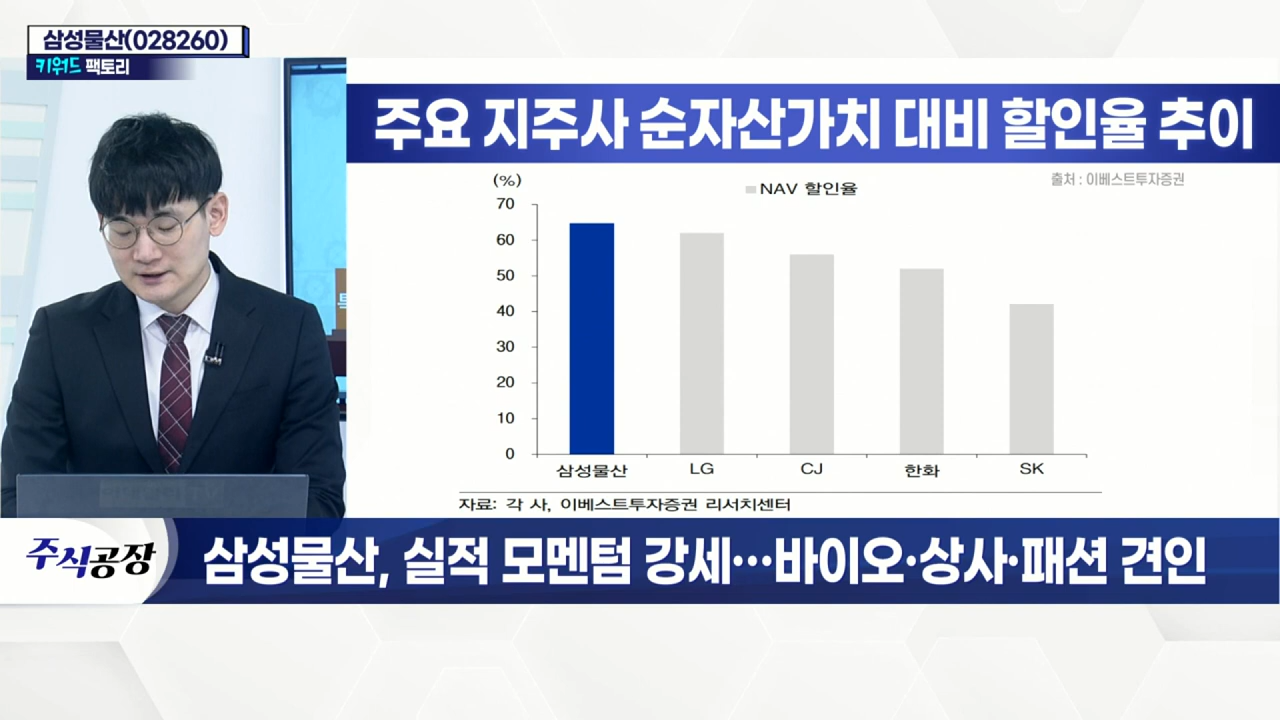 삼성물산(028260)
키워드 팩토리
주요 지주사 순자산가치 대비 할인율 추이
출처 : 이베스트투자증권
(%)
NAV 할인율
70
60
50
40
30
20
10
0
삼성물산 LG CJ 한화 SK
자료: 각 사, 이베스트투자증권 리서치센터
주식공장
삼성물산, 실적 모멘텀 강세···바이오·상사·패션 견인